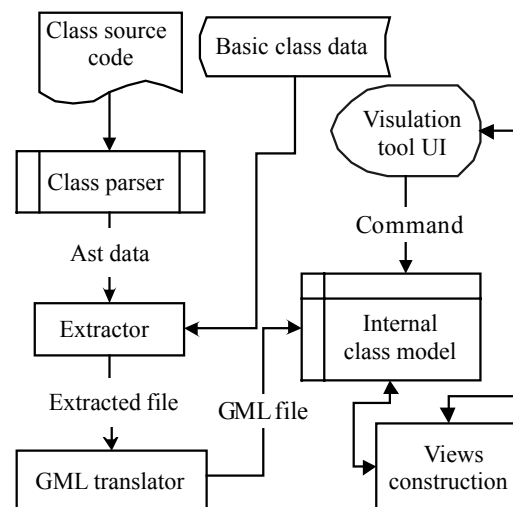 Class source
code
Basic class data
Visulation
tool UI
Class parser
Command
Ast data
Extractor
Internal
class model
Extracted file
GML file
GML translator
Views
construction